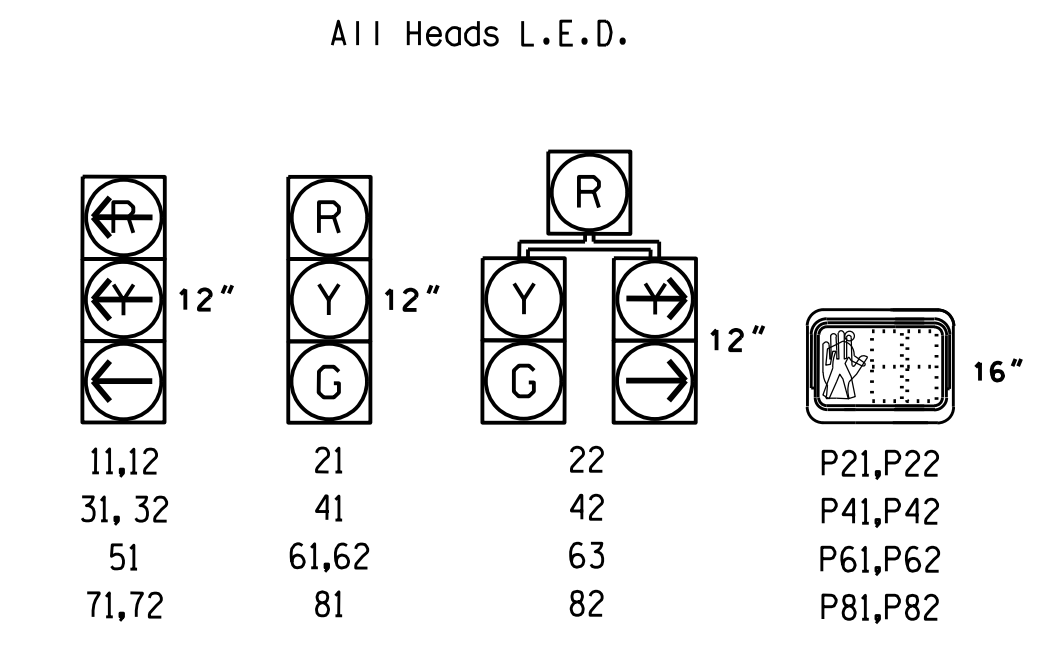 All Heads L.E.D.
R
R R
Y Y 12" 12" Y Y
12"
16"
G G
11,12 21 22 P21,P22
31, 32 41 42 P41,P42
51 61,62 63 P61,P62
71,72 81 82 P81,P82